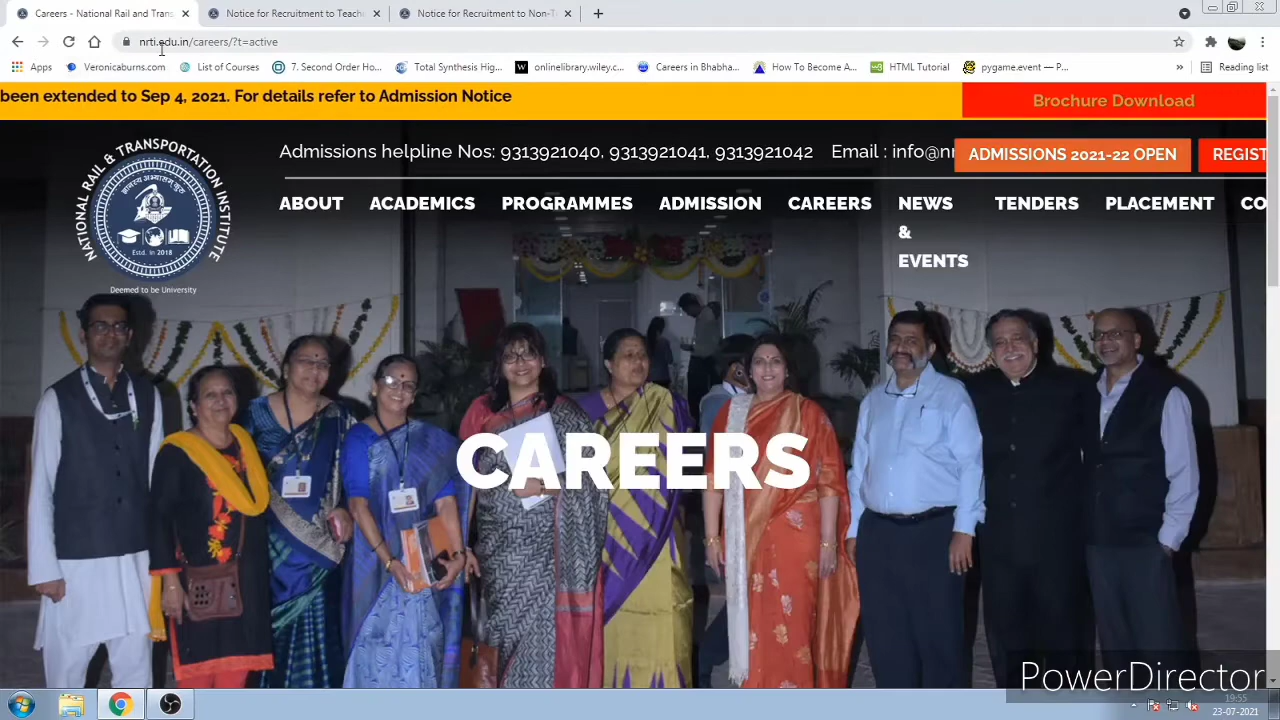 Careers - National Rail and Trans
Notice for Recruitment to Teach
Notice for Recruitment to Non-T
nrti.edu.in/careers/?t=active
Apps
Veronicaburns.com
List of Courses
7. Second Order Ho...
Total Synthesis Hig...
onlinelibrary.wiley.c...
Careers in Bhabha...
How To Become A...
HTML Tutorial
pygame.event — P...
»
Reading list
been extended to Sep 4, 2021. For details refer to Admission Notice
Brochure Download
NATIONAL RAIL & TRANSPORTATION INSTITUTE
Estd. in 2018
Deemed to be University
Admissions helpline Nos: 9313921040, 9313921041, 9313921042 Email : info@nr
ADMISSIONS 2021-22 OPEN
REGIST
ABOUT
ACADEMICS
PROGRAMMES
ADMISSION
CAREERS
NEWS
&
EVENTS
TENDERS
PLACEMENT
CO
CAREERS
PowerDirector
19:55
23-07-2021